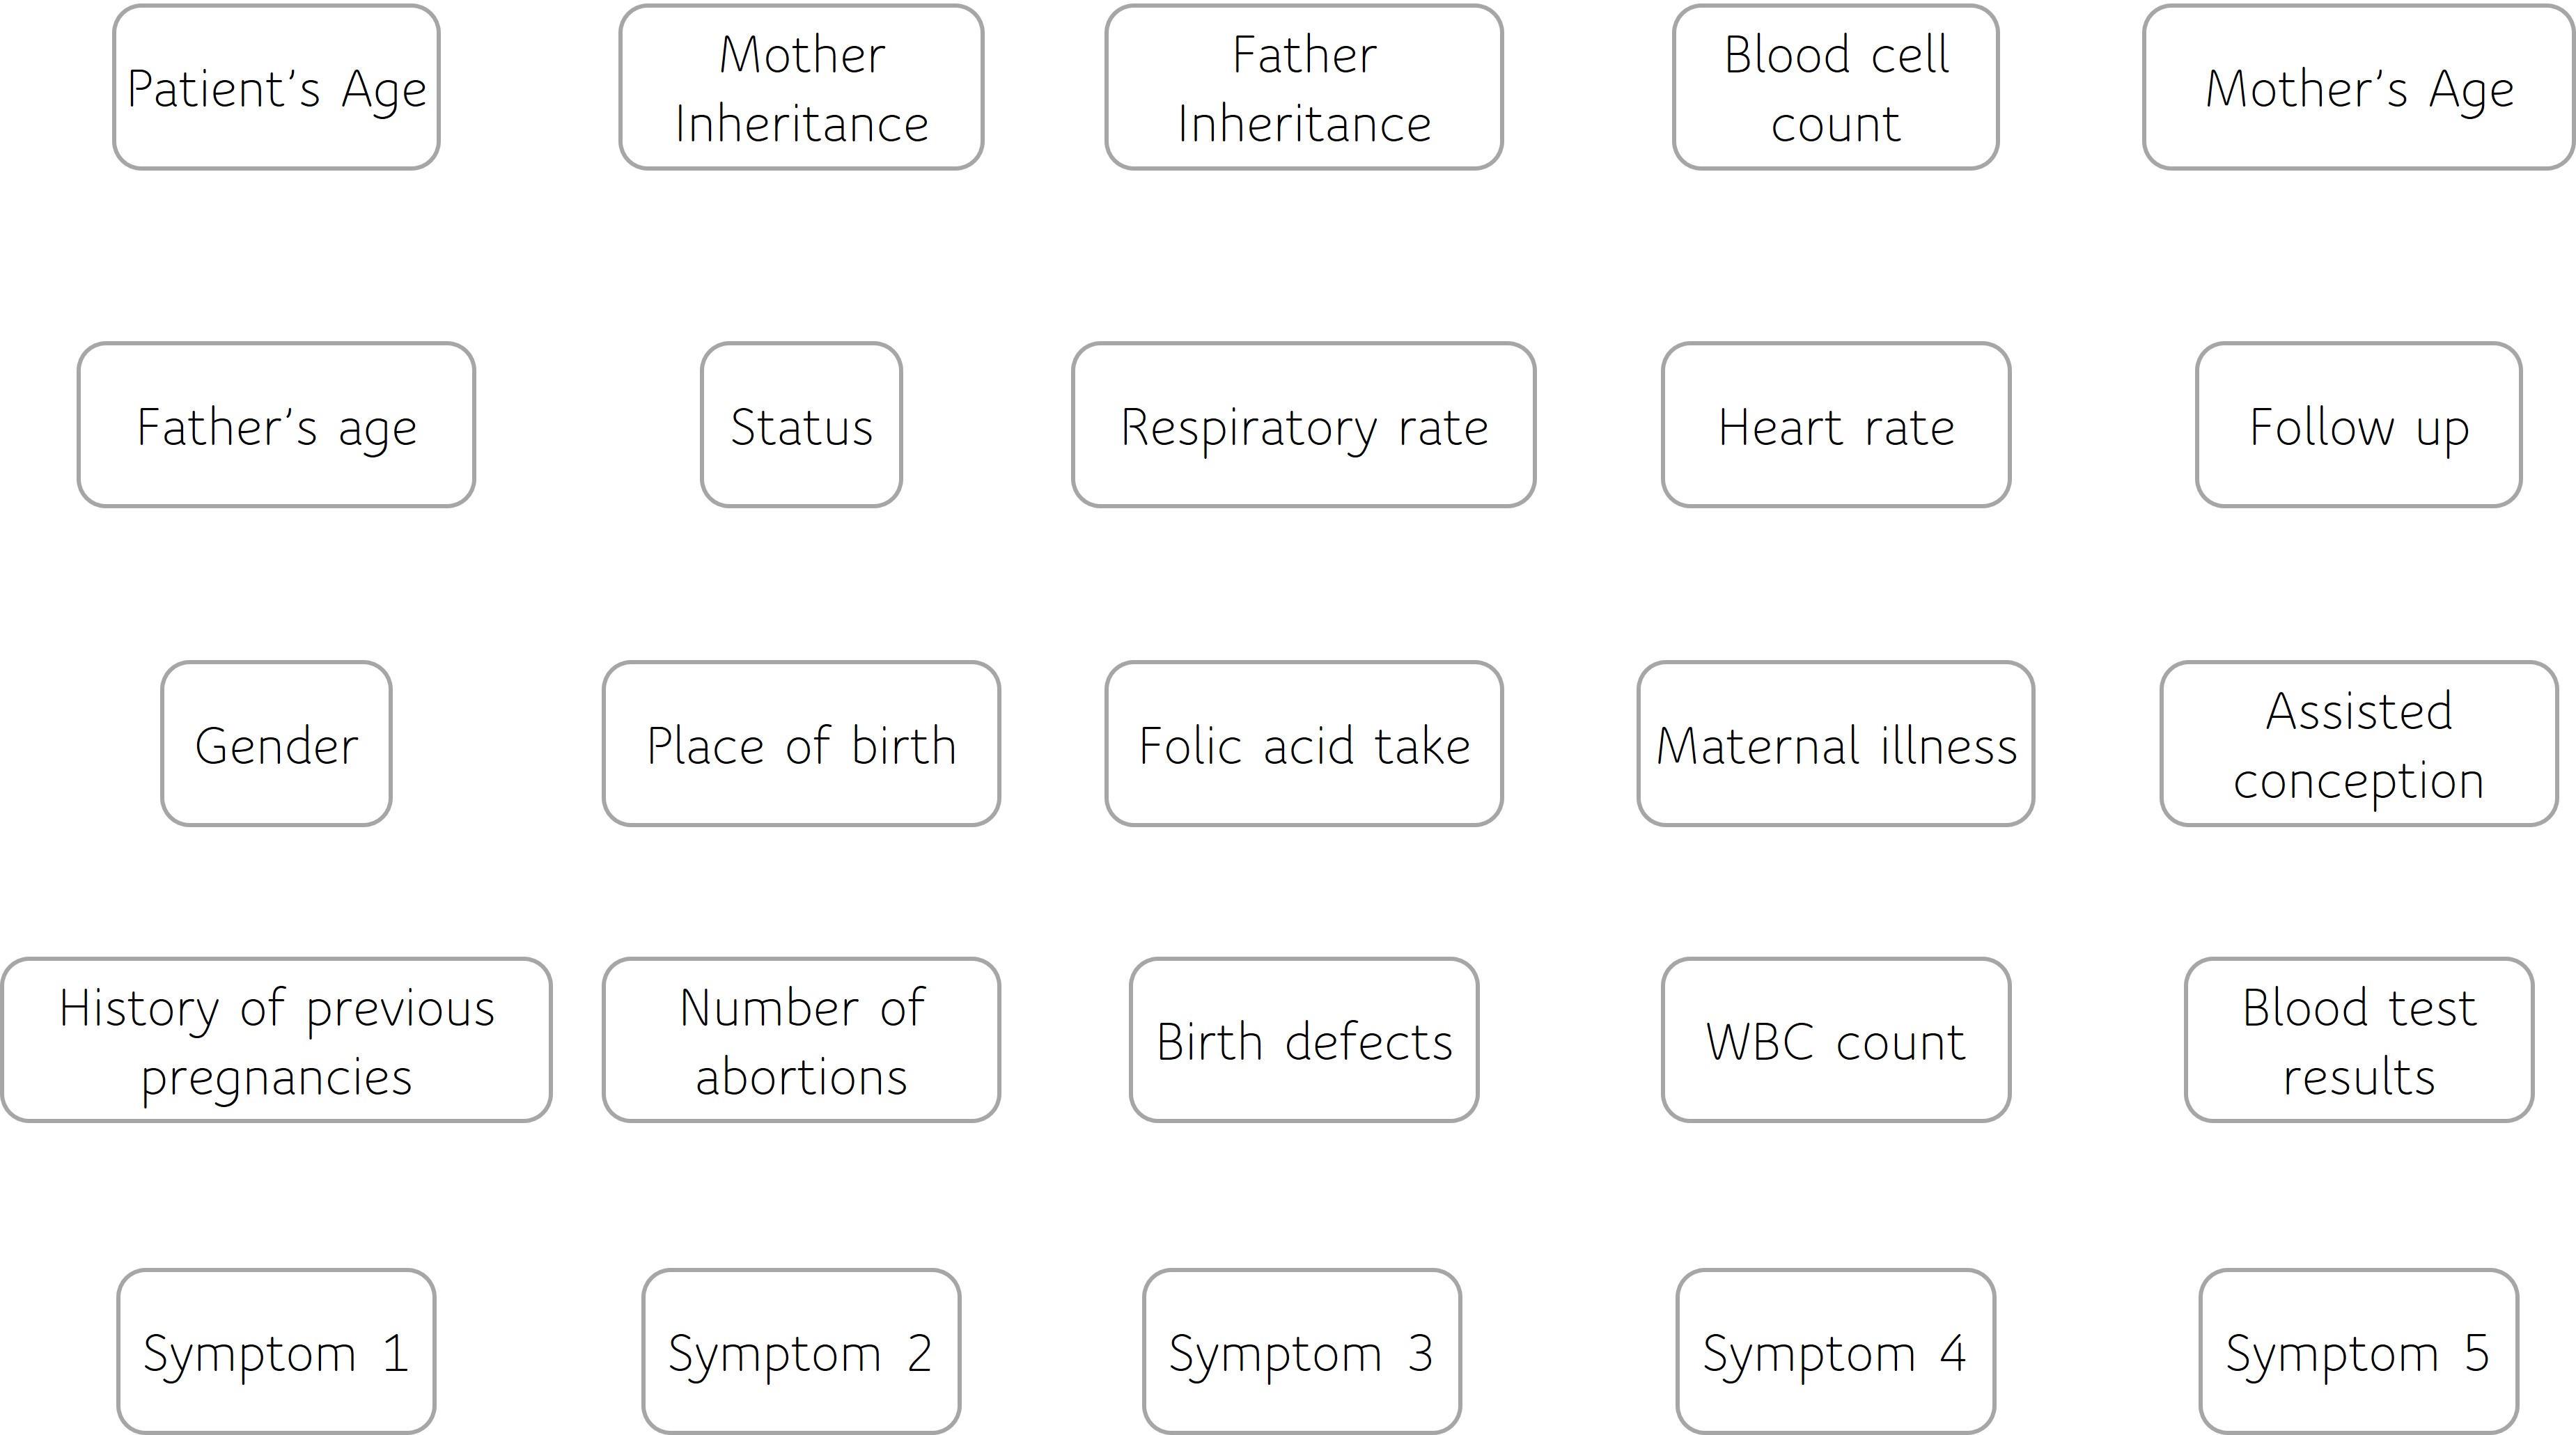 Patient's Age
Mother
Inheritance
Father
Inheritance
Blood cell
count
Mother's Age
Father's age
Status
Respiratory rate
Heart rate
Follow up
Gender
Place of birth
Folic acid take
Maternal illness
Assisted
conception
History of previous
pregnancies
Number of
abortions
Birth defects
WBC count
Blood test
results
Symptom 1
Symptom 2
Symptom 3
Symptom 4
Symptom 5